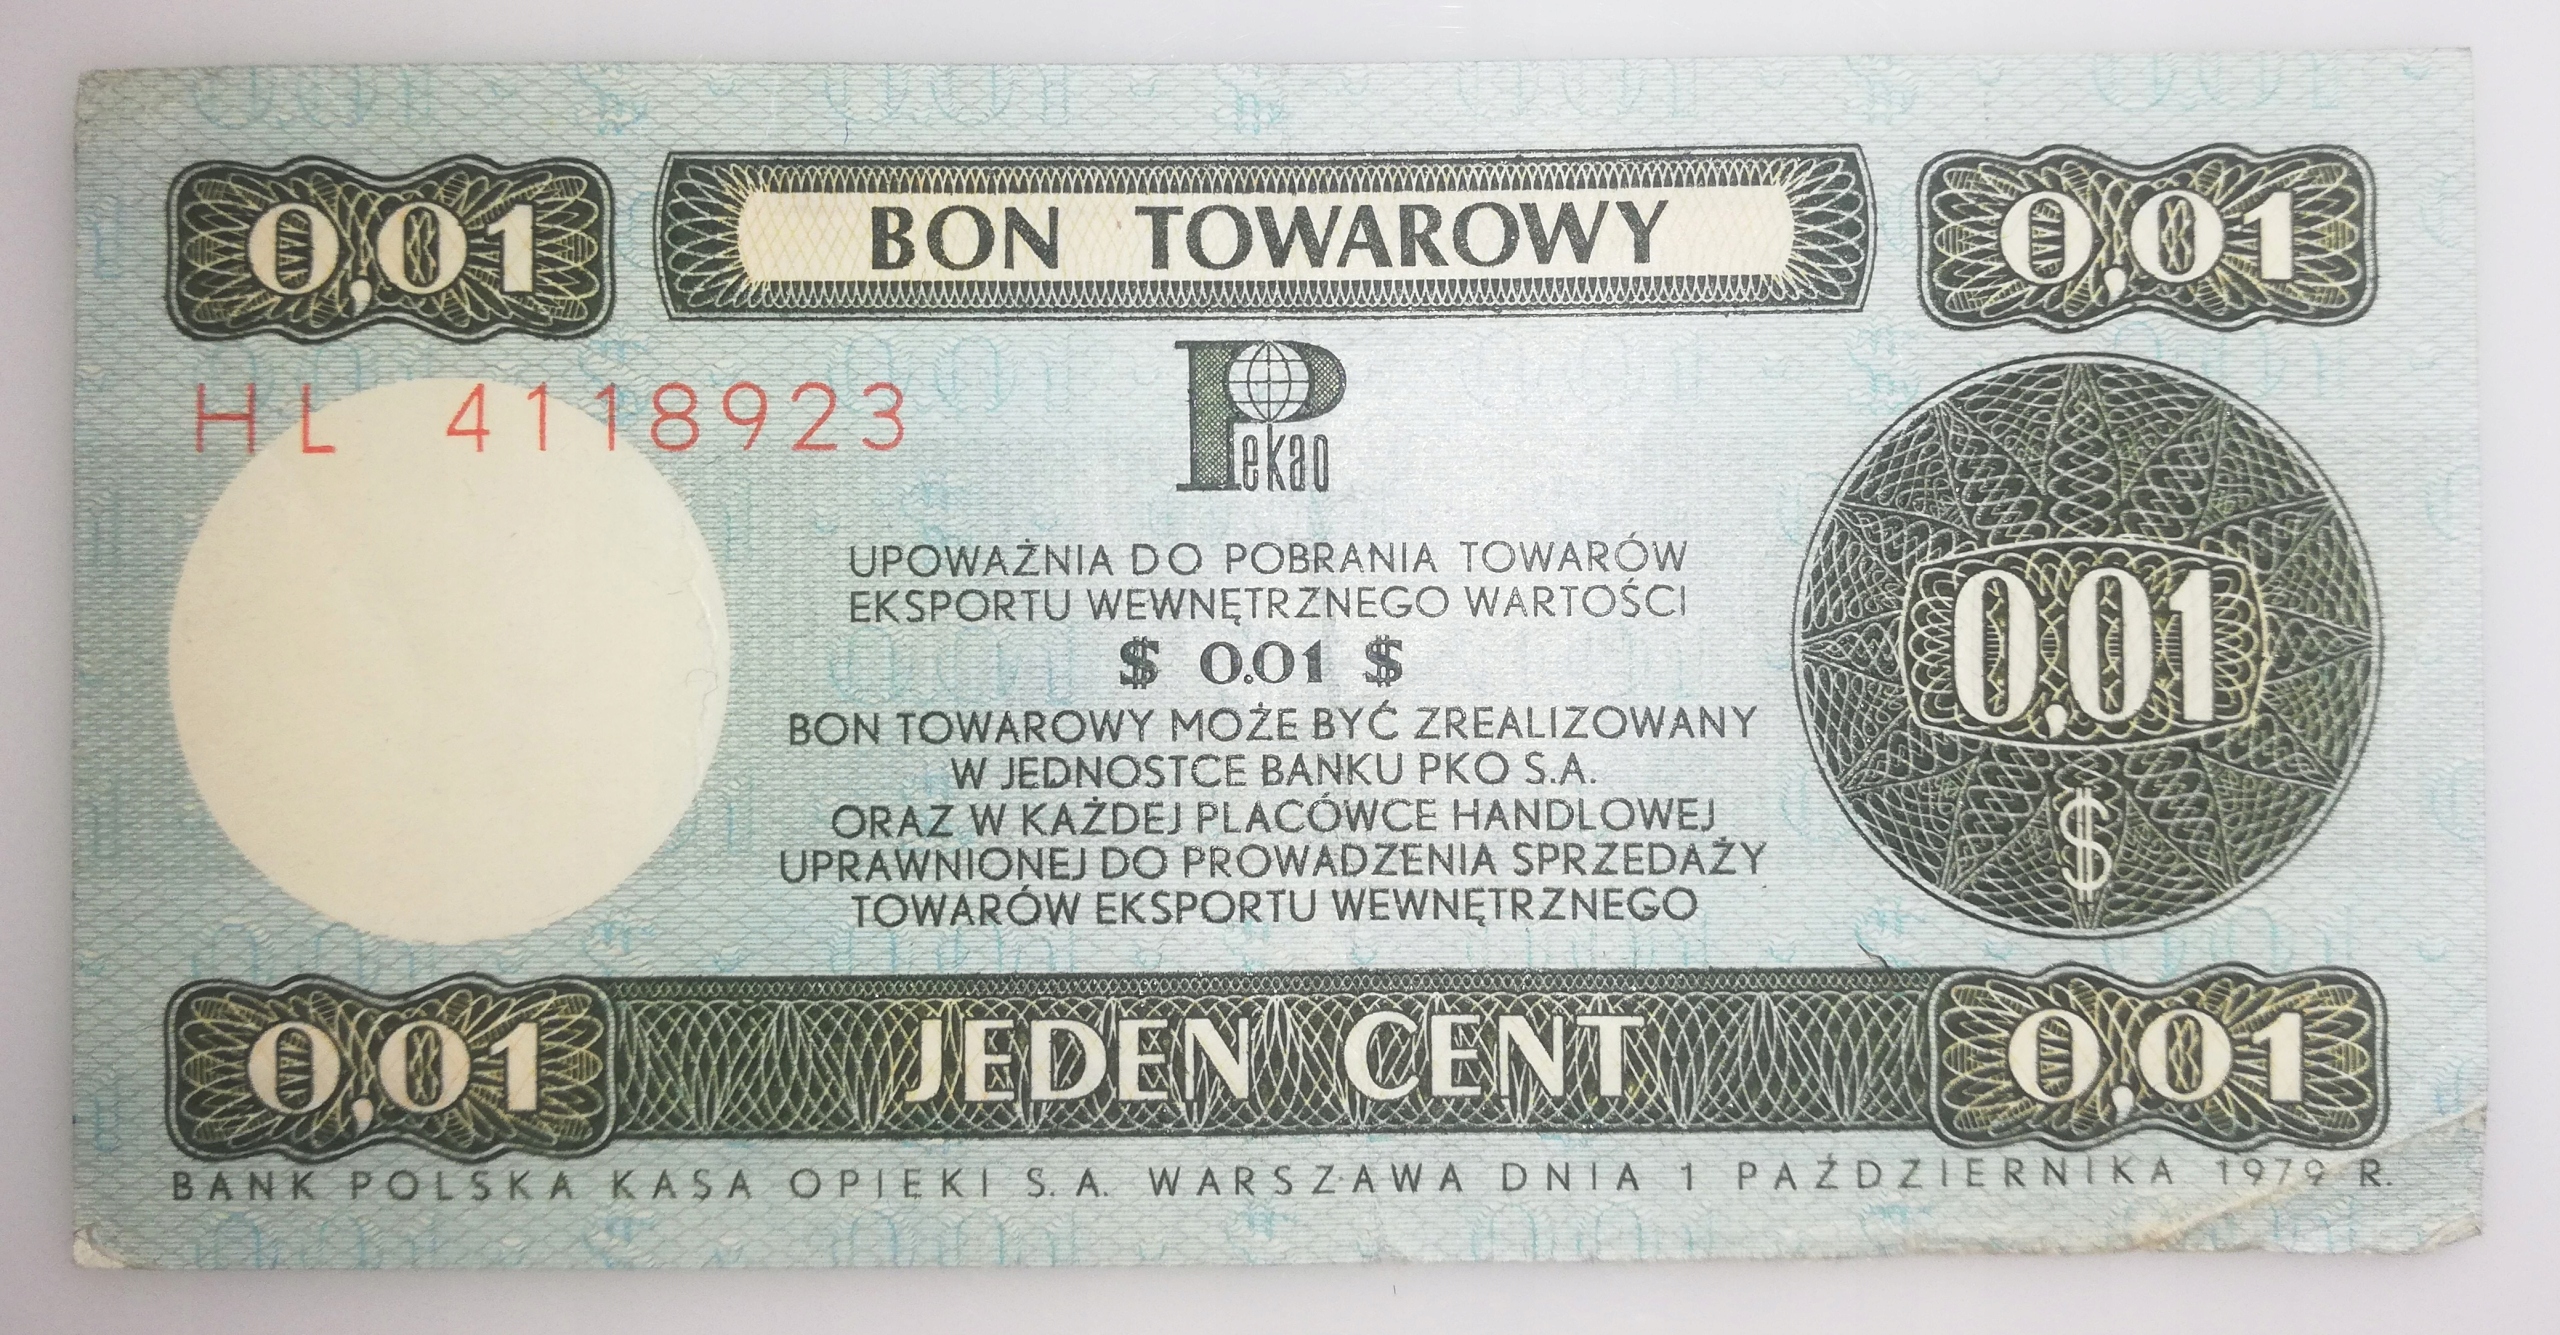 0,01 BON TOWAROWY 0,01
HL 4118923
Pekao
UPOWAŻNIA DO POBRANIA TOWARÓW
EKSPORTU WEWNĘTRZNEGO WARTOŚCI
$ 0.01 $
BON TOWAROWY MOŻE BYĆ ZREALIZOWANY
W JEDNOSTCE BANKU PKO S.A.
ORAZ W KAŻDEJ PLACÓWCE HANDLOWEJ
UPRAWNIONEJ DO PROWADZENIA SPRZEDAŻY
TOWARÓW EKSPORTU WEWNĘTRZNEGO
0,01
$
0,01 JEDEN CENT 0,01
BANK POLSKA KASA OPIEKI S.A. WARSZAWA DNIA 1 PAŹDZIERNIKA 1979 R.